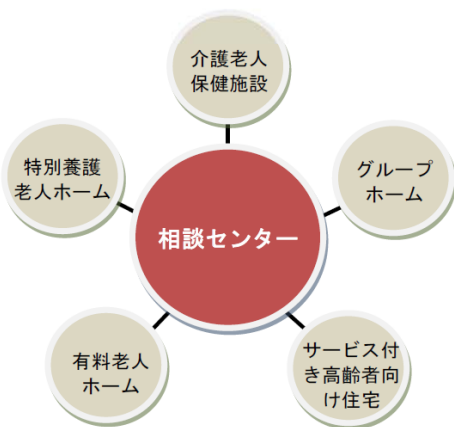 介護老人
保健施設
特別養護
老人ホーム
グループ
ホーム
相談センター
有料老人
ホーム
サービス付
き高齢者向
け住宅